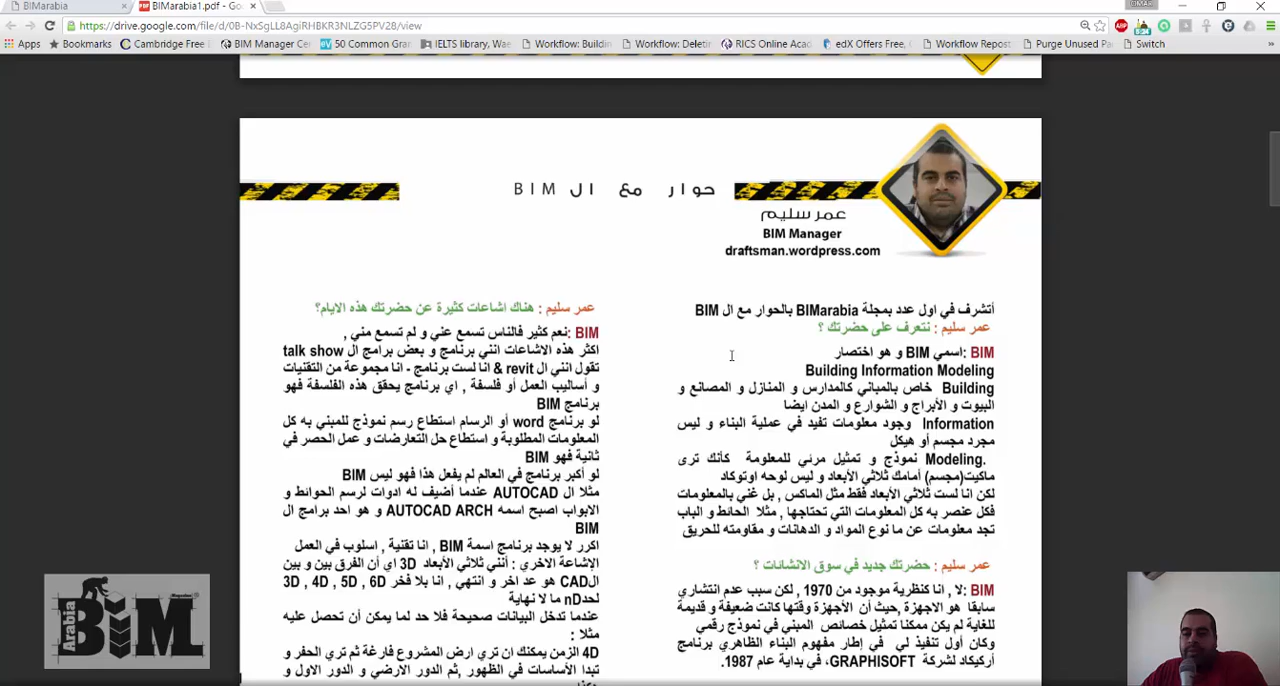 BIMarabia
BIMarabia1.pdf - Go
OMAR
https://drive.google.com/file/d/0B-NxSgLL8AgiRHBKR3NLZG5PV28/view
Apps
Bookmarks
Cambridge Free
BIM Manager Cer
50 Common Gran
IELTS library, Wae
Workflow: Buildin
Workflow: Deletin
RICS Online Acad
edX Offers Free,
Workflow Repost
Purge Unused Pa
Switch
حوار مع ال BIM
عمر سليم
BIM Manager
draftsman.wordpress.com
أتشرف في اول عدد بمجلة BIMarabia بالحوار مع ال BIM
عمر سليم : نتعرف على حضرتك ؟
BIM :اسمي BIM و هو اختصار
Building Information Modeling
Building خاص بالمباني كالمدارس و المنازل و المصانع و
البيوت و الأبراج و الشوارع و المدن ايضا
Information وجود معلومات تفيد في عملية البناء و ليس
مجرد مجسم أو هيكل
Modeling. نموذج و تمثيل مرئي للمعلومة كأنك ترى
ماكيت(مجسم) أمامك ثلاثي الأبعاد و ليس لوحه اوتوكاد
لكن انا لست ثلاثي الأبعاد فقط مثل الماكس , بل غني بالمعلومات
فكل عنصر به كل المعلومات التي تحتاجها , مثلا الحائط و الباب
تجد معلومات عن ما نوع المواد و الدهانات و مقاومته للحريق
عمر سليم : حضرتك جديد في سوق الانشائات ؟
BIM :لا , انا كنظرية موجود من 1970 , لكن سبب عدم انتشاري
سابقا هو الاجهزة ,حيث أن الأجهزة وقتها كانت ضعيفة و قديمة
للغاية لم يكن ممكنا تمثيل خصائص المبني في نموذج رقمي
وكان أول تنفيذ لي في إطار مفهوم البناء الظاهري برنامج
أركيكاد لشركة GRAPHISOFT، في بداية عام 1987.
عمر سليم : هناك اشاعات كثيرة عن حضرتك هذه الايام؟
BIM :نعم كثير فالناس تسمع عني و لم تسمع مني ,
اكثر هذه الاشاعات انني برنامج و بعض برامج ال talk show
تقول انني ال revit & انا لست برنامج - انا مجموعة من التقنيات
و أساليب العمل أو فلسفة , اي برنامج يحقق هذه الفلسفة فهو
برنامج BIM
لو برنامج word أو الرسام استطاع رسم نموذج للمبني به كل
المعلومات المطلوبة و استطاع حل التعارضات و عمل الحصر في
ثانية فهو BIM
لو أكبر برنامج في العالم لم يفعل هذا فهو ليس BIM
مثلا ال AUTOCAD عندما أضيف له ادوات لرسم الحوائط و
الابواب اصبح اسمه AUTOCAD ARCH و هو احد برامج ال
BIM
اكرر لا يوجد برنامج اسمة BIM , انا تقنية , اسلوب في العمل
الإشاعة الاخري : أنني ثلاثي الأبعاد 3D اي أن الفرق بين و بين
الCAD هو عد اخر و انتهي , انا بلا فخر 3D , 4D , 5D , 6D
لحدnD ما لا نهاية
عندما تدخل البيانات صحيحة فلا حد لما يمكن أن تحصل عليه
مثلا :
4D الزمن يمكنك ان تري ارض المشروع فارغة ثم تري الحفر و
تبدا الأساسات في الظهور ,ثم الدور الارضي و الدور الاول و
Arabia
BIM